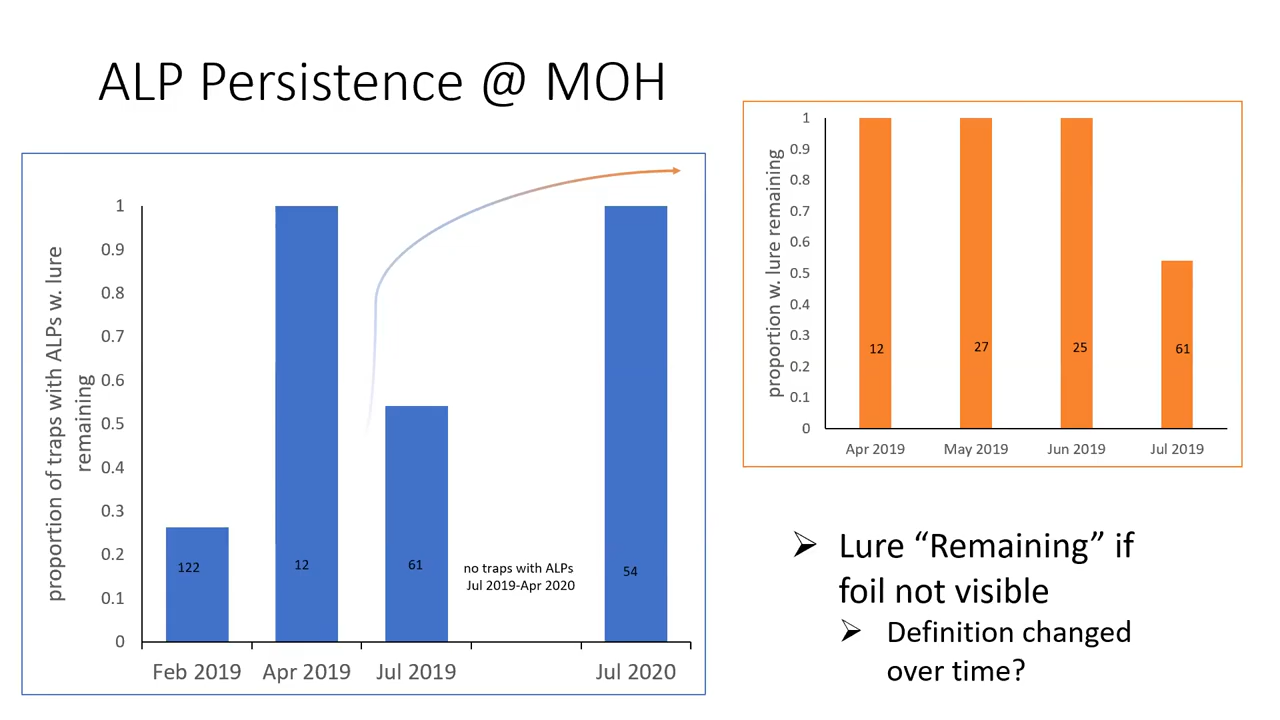 ALP Persistence @ MOH
proportion of traps with ALPs w. lure
remaining
1
0.9
0.8
0.7
0.6
0.5
0.4
0.3
0.2
0.1
0
122
12
61
no traps with ALPs
Jul 2019-Apr 2020
54
Feb 2019
Apr 2019
Jul 2019
Jul 2020
proportion w. lure remaining
1
0.9
0.8
0.7
0.6
0.5
0.4
0.3
0.2
0.1
0
12
27
25
61
Apr 2019
May 2019
Jun 2019
Jul 2019
➢ Lure “Remaining” if
foil not visible
➢ Definition changed
over time?